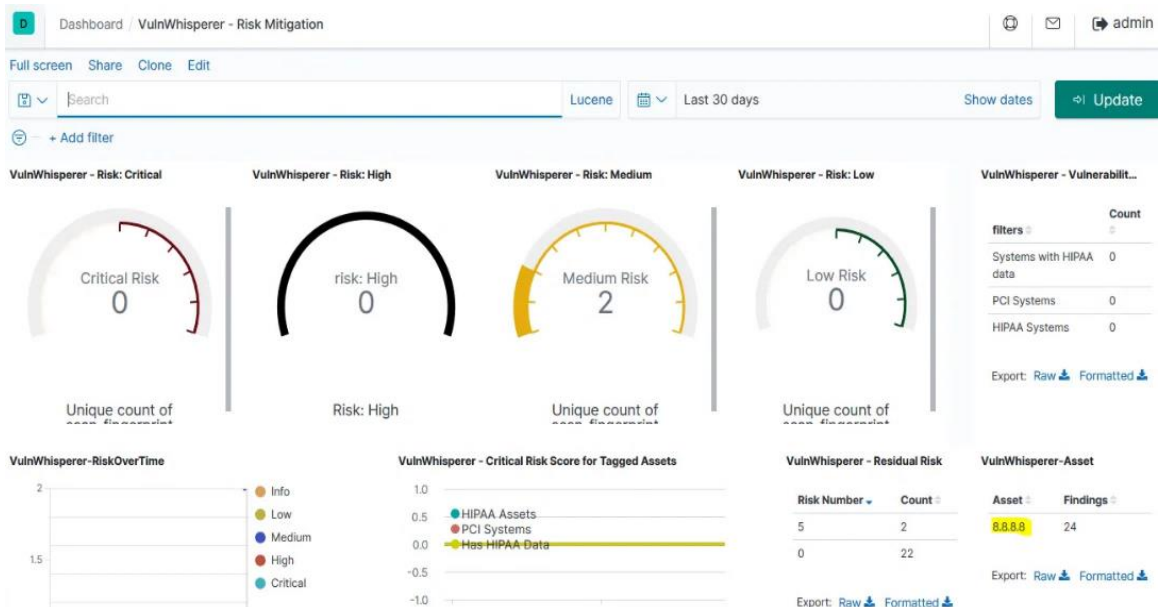 D Dashboard / VulnWhisperer - Risk Mitigation admin
Full screen Share Clone Edit
Search Lucene Last 30 days Show dates Update
+ Add filter
VulnWhisperer - Risk: Critical
Critical Risk
0
Unique count of
VulnWhisperer - Risk: High
risk: High
0
Risk: High
VulnWhisperer - Risk: Medium
Medium Risk
2
Unique count of
VulnWhisperer - Risk: Low
Low Risk
0
Unique count of
VulnWhisperer - Vulnerabilit...
filters Count
Systems with HIPAA data 0
PCI Systems 0
HIPAA Systems 0
Export: Raw Formatted
VulnWhisperer-RiskOverTime
2
1.5
Info
Low
Medium
High
Critical
VulnWhisperer - Critical Risk Score for Tagged Assets
1.0
0.5
0.0
-0.5
-1.0
HIPAA Assets
PCI Systems
Has HIPAA Data
VulnWhisperer - Residual Risk
Risk Number Count
5 2
0 22
Export: Raw Formatted
VulnWhisperer-Asset
Asset Findings
8.8.8.8 24
Export: Raw Formatted